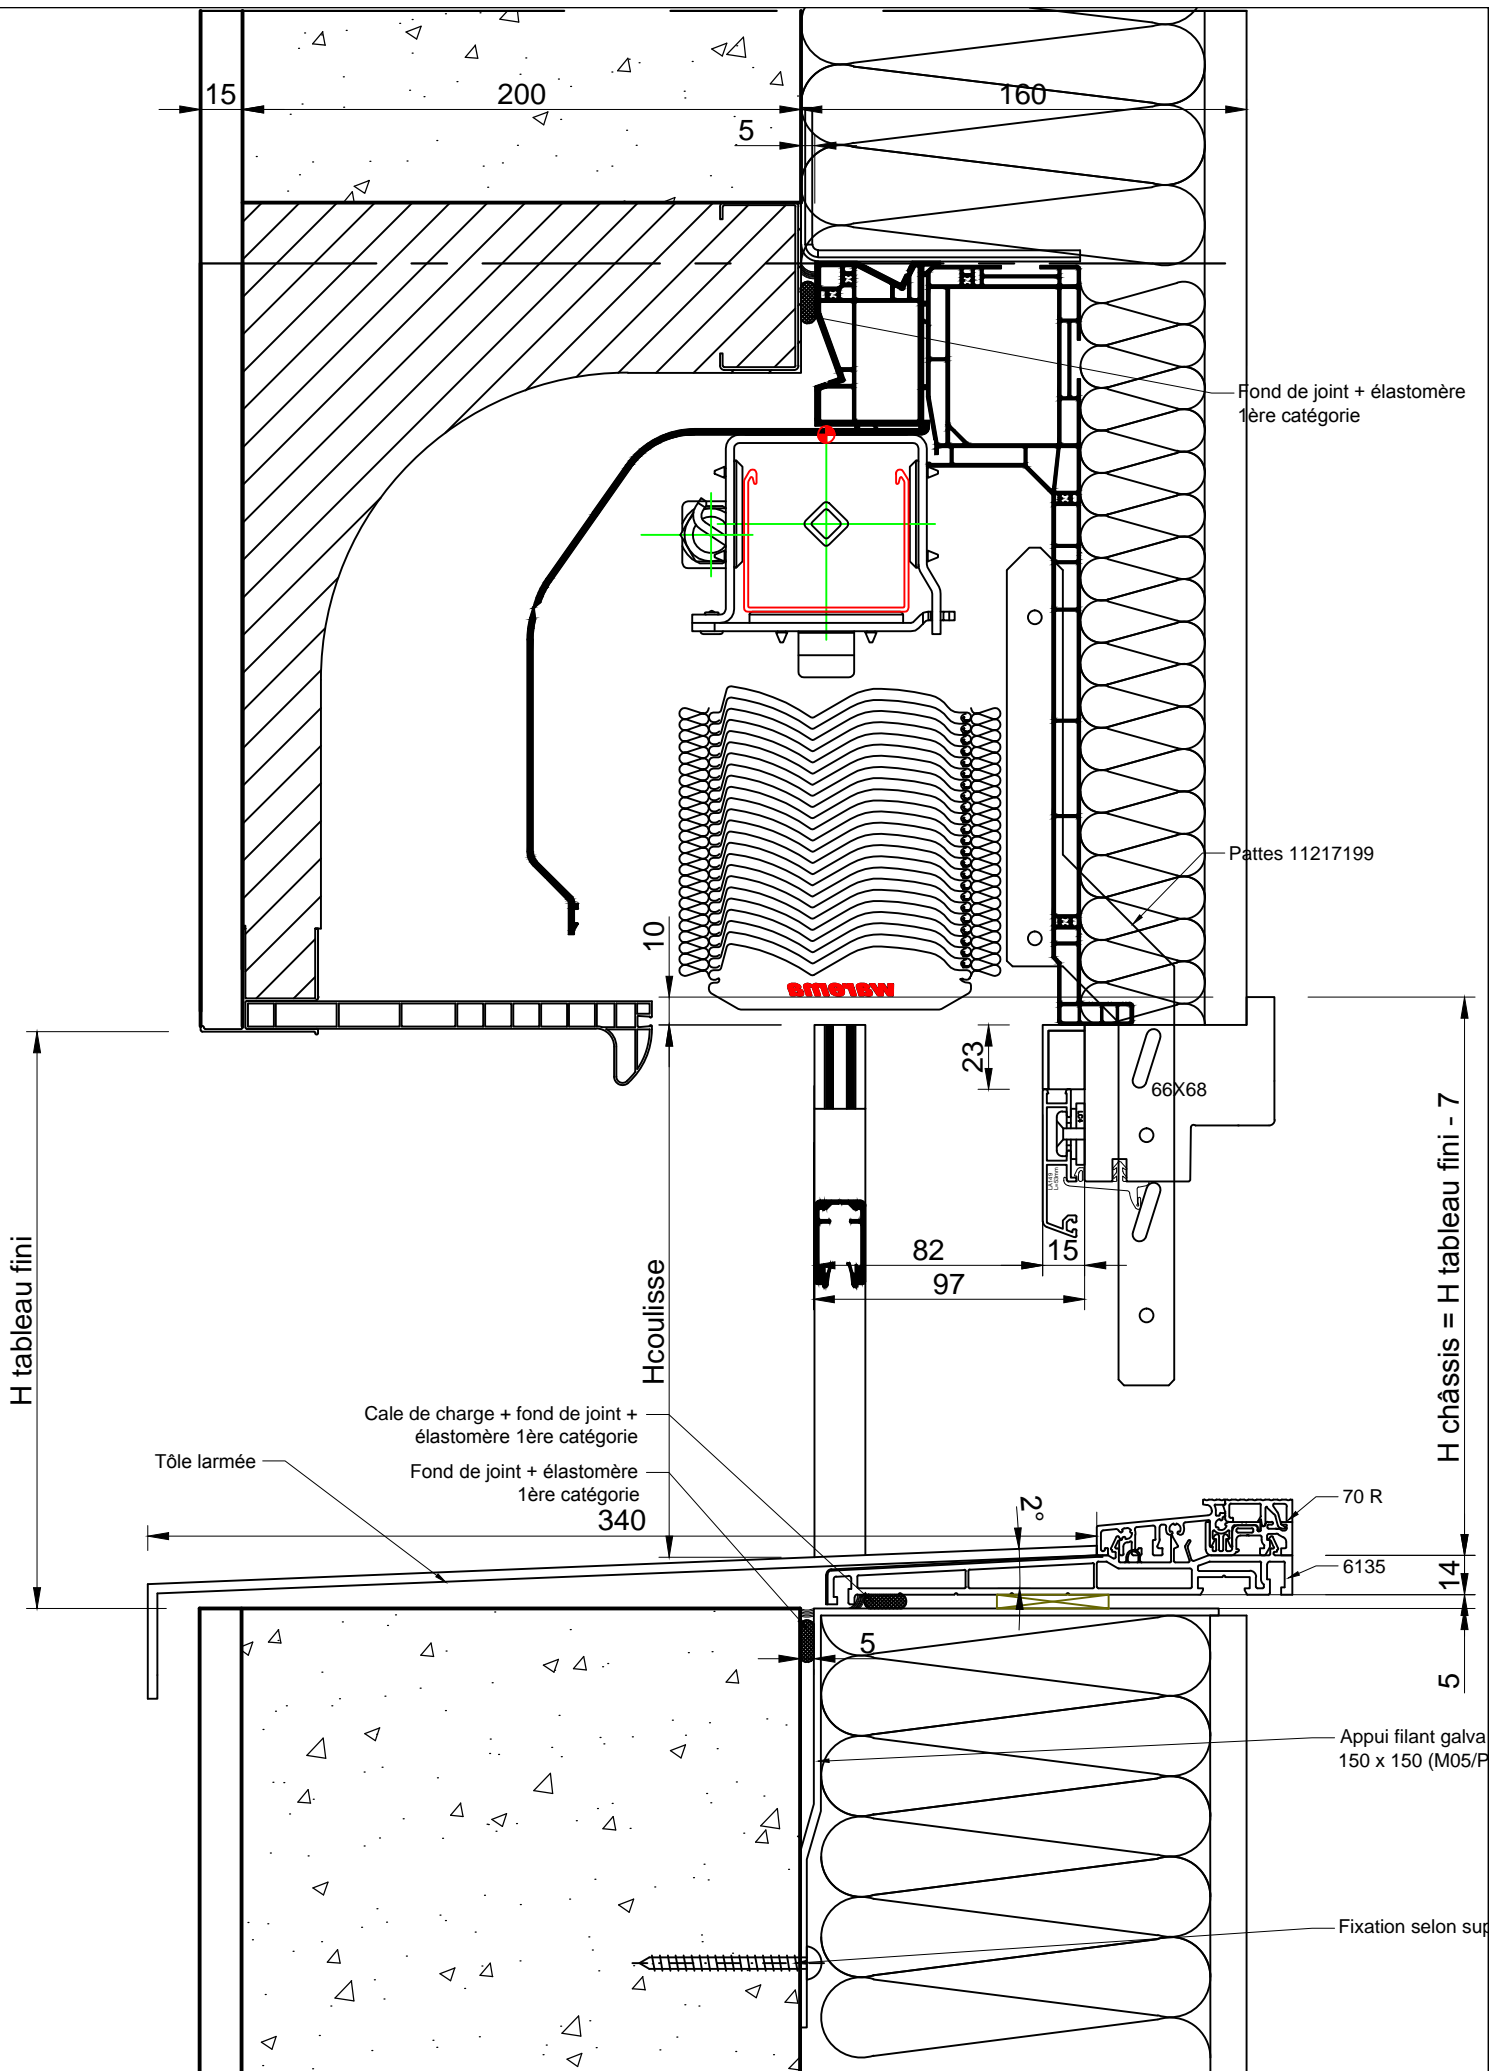 15
200
160
5
Fond de joint + élastomère
1ère catégorie
Pattes 11217199
10
warema
23
66X68
H tableau fini
Hcoulisse
H châssis = H tableau fini - 7
82
15
97
Cale de charge + fond de joint +
élastomère 1ère catégorie
Tôle larmée
Fond de joint + élastomère
1ère catégorie
340
2°
70 R
6135
14
5
5
Appui filant galva
150 x 150 (M05/P
Fixation selon sup